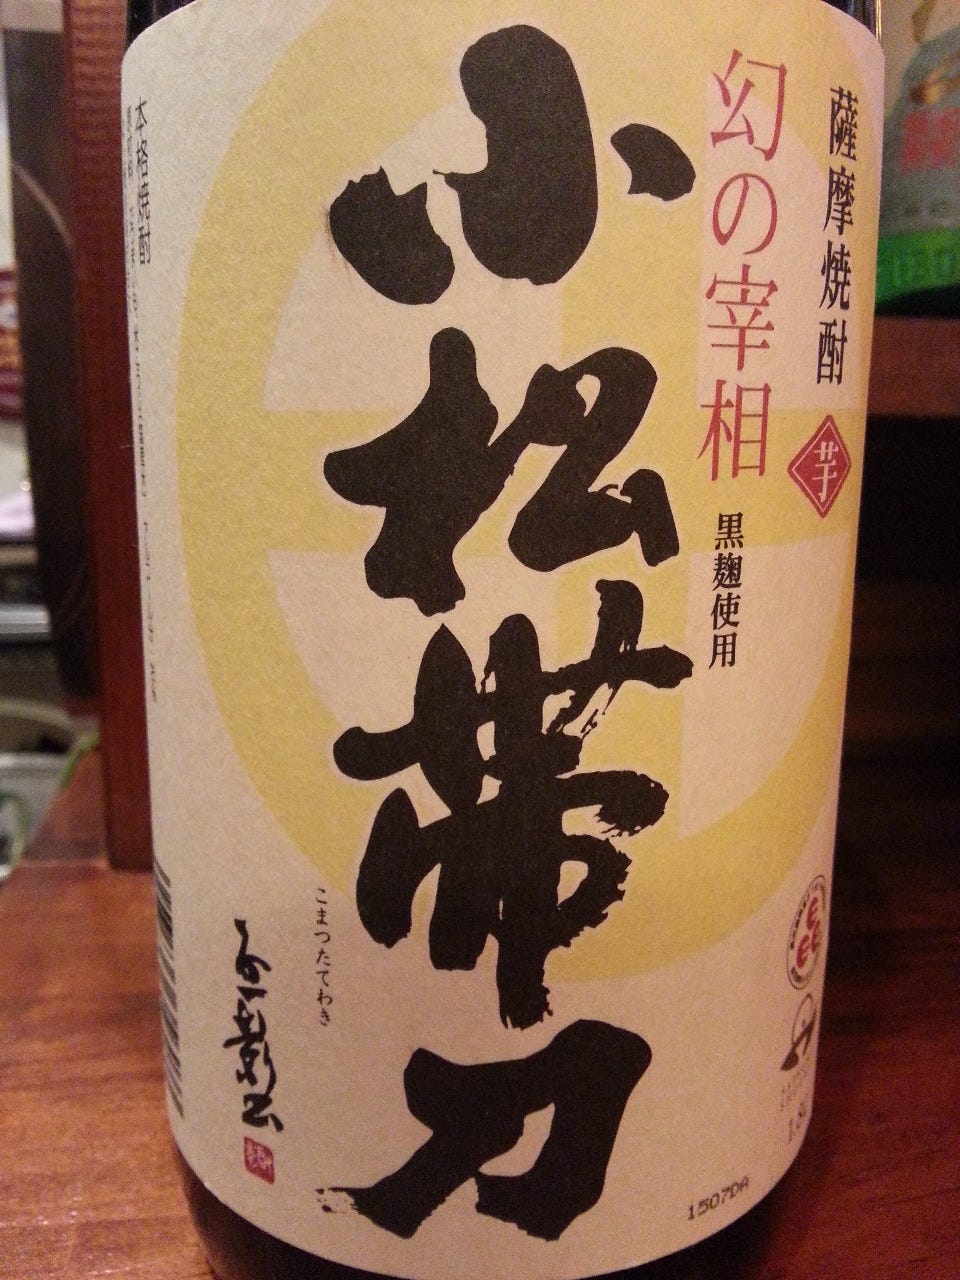 薩摩焼酎
芋
幻の宰相
黒麹使用
小松帯刀
こまつたてわき
本格焼酎
1507DA